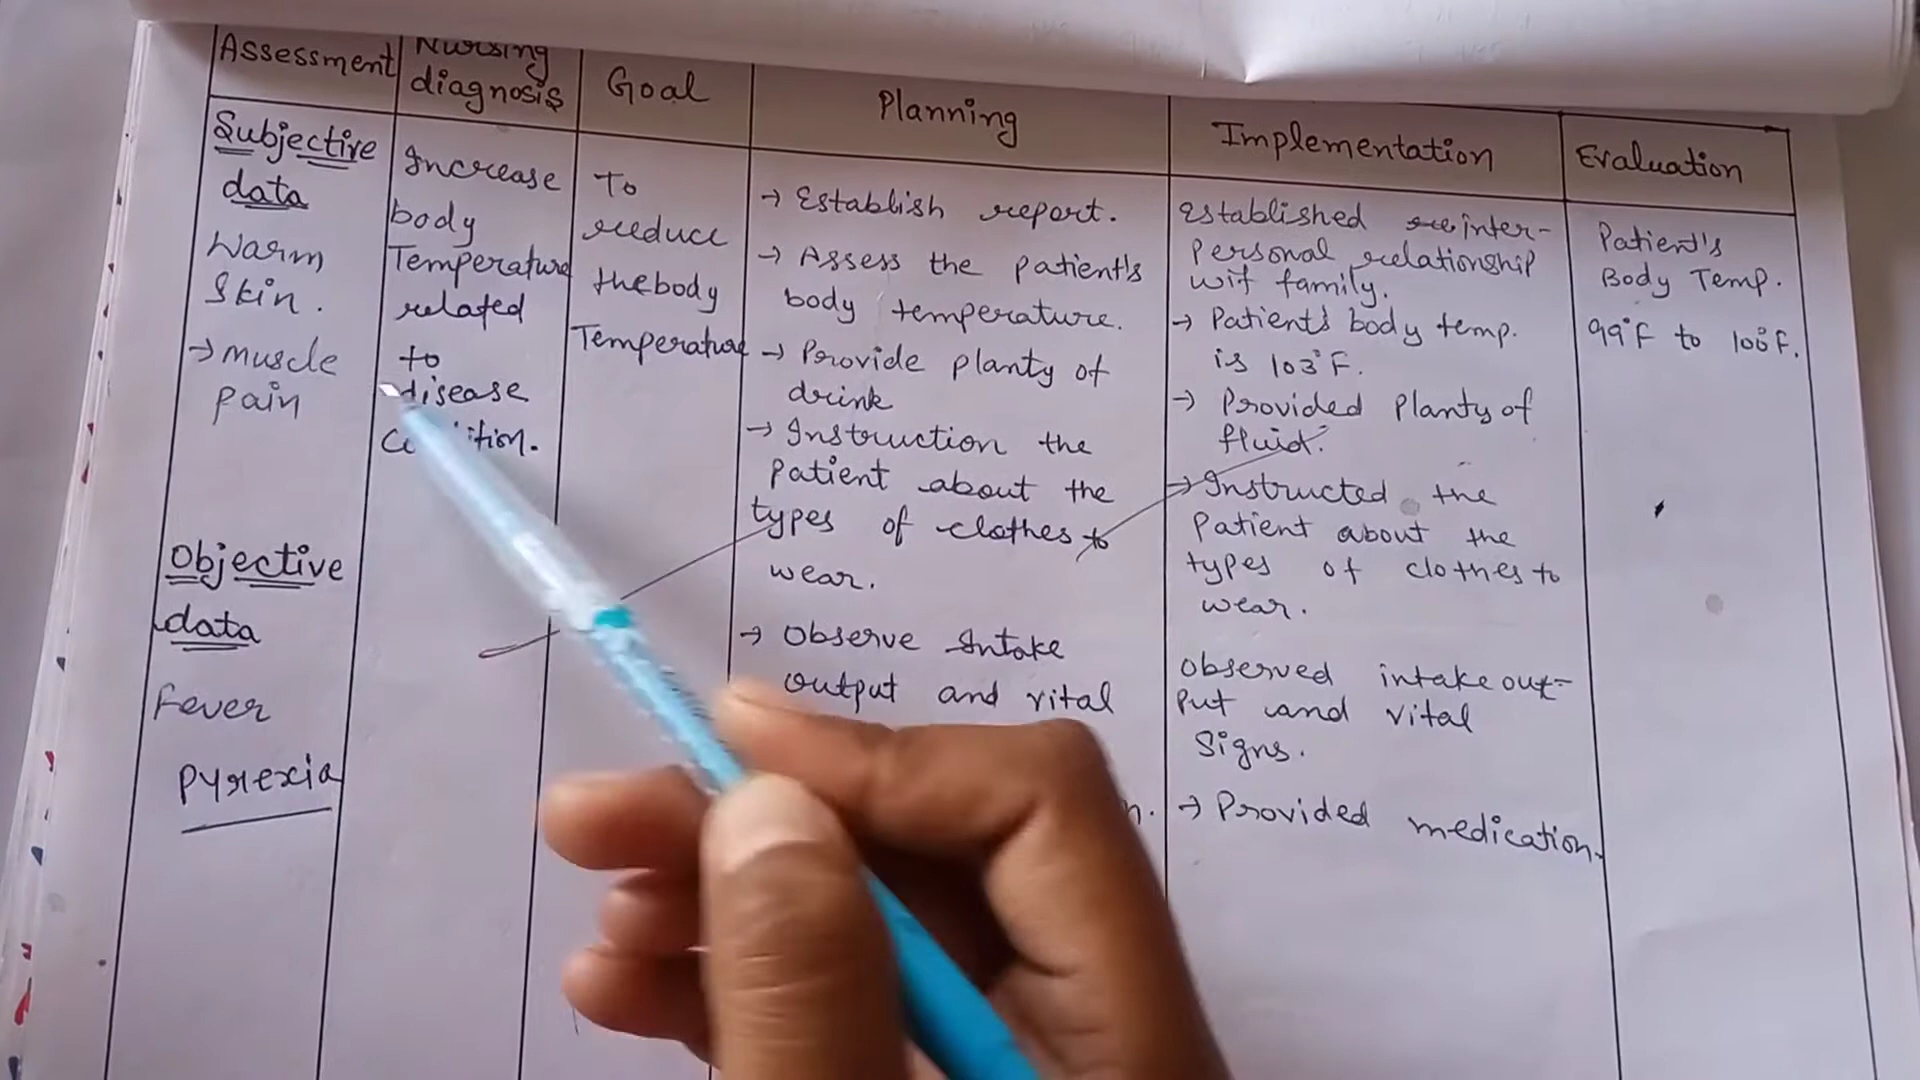 Assessment
Nursing
diagnosis
Goal
Planning
Implementation
Evaluation
Subjective
data
Warm
Skin.
→ Muscle
Pain
Objective
data
Fever
Pyrexia
Increase
body
Temperature
related
to
disease
To
reduce
the body
Temperature
→ Establish report.
→ Assess the patient's
body temperature.
→ Provide planty of
drink
→ Instruction the
patient about the
types of clothes to
wear.
→ Observe Intake
output and vital
Established inter-
personal relationship
wit family.
→ Patient's body temp.
is 103°F.
→ Provided planty of
fluid.
→ Instructed the
patient about the
types of clothes to
wear.
Observed intake out-
put and vital
Signs.
→ Provided medication.
Patient's
Body Temp.
99°F to 100°F.